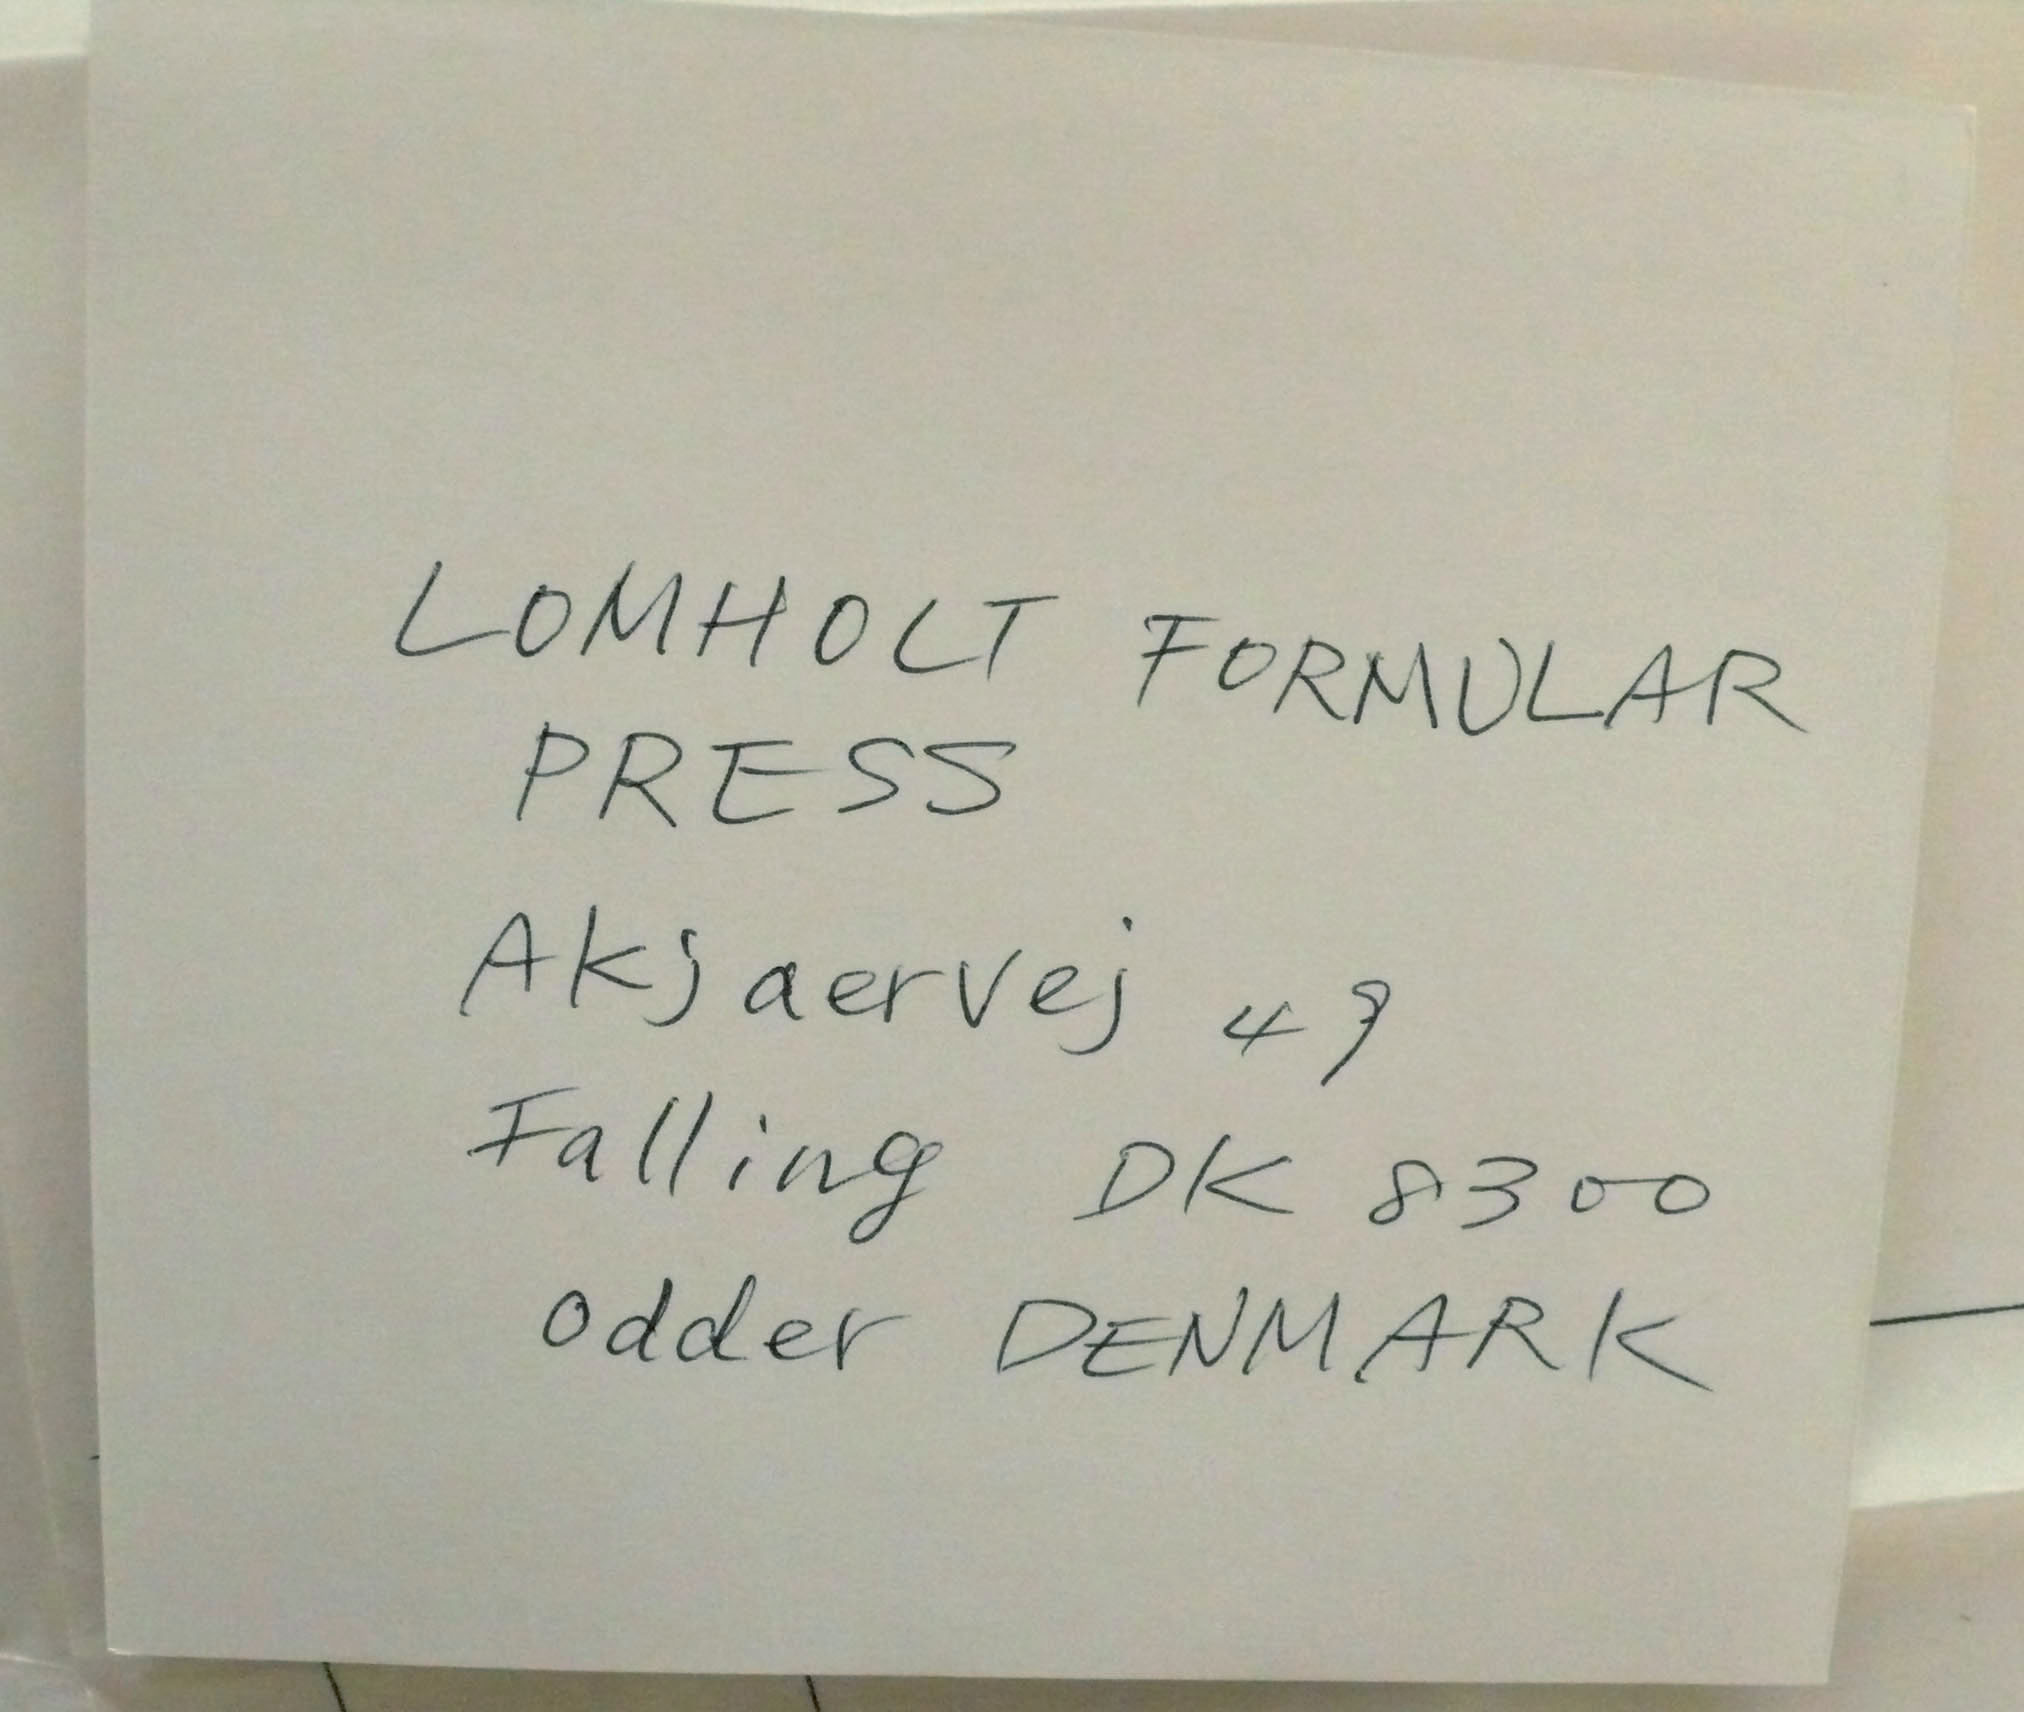 LOMHOLT FORMULAR
PRESS
Akjaervej 49
Falling DK 8300
odder DENMARK